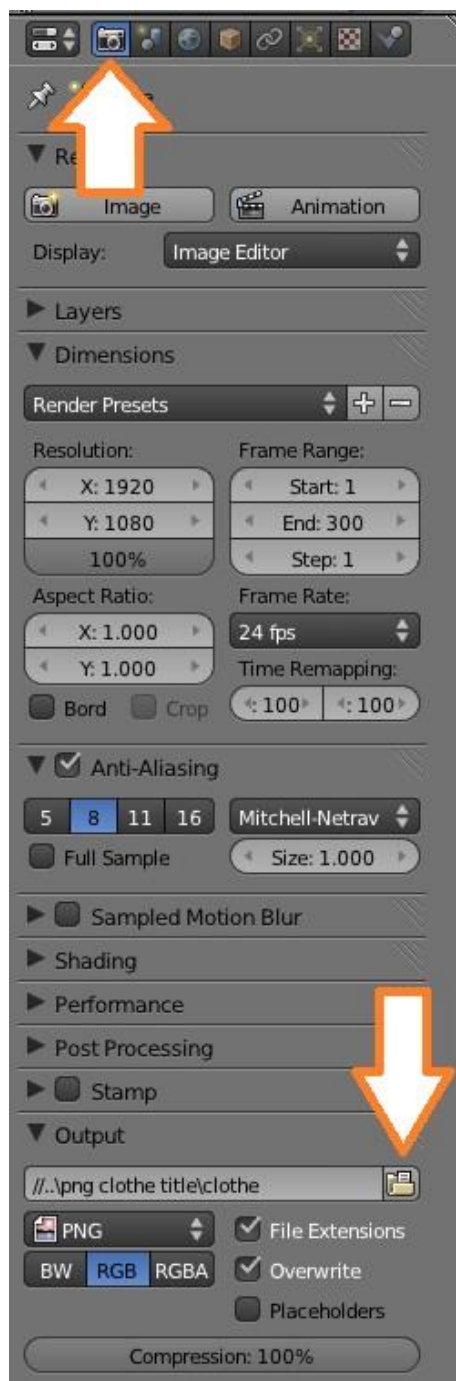 Re
Image Animation
Display: Image Editor
Layers
Dimensions
Render Presets
Resolution: Frame Range:
X: 1920 Start: 1
Y: 1080 End: 300
100% Step: 1
Aspect Ratio: Frame Rate:
X: 1.000 24 fps
Y: 1.000 Time Remapping:
Bord Crop : 100 : 100
Anti-Aliasing
5 8 11 16 Mitchell-Netrav
Full Sample Size: 1.000
Sampled Motion Blur
Shading
Performance
Post Processing
Stamp
Output
//..\png clothe title\clothe
PNG File Extensions
BW RGB RGBA Overwrite
Placeholders
Compression: 100%